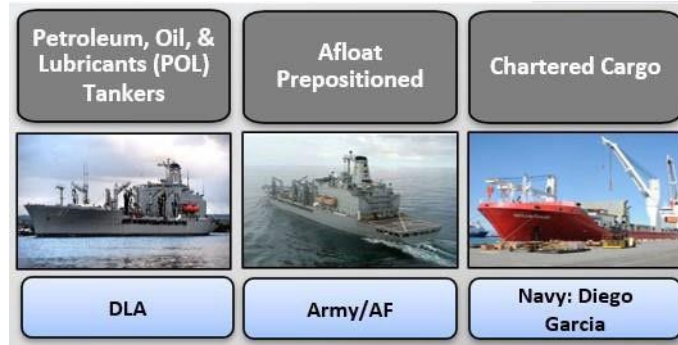 Petroleum, Oil, &
Lubricants (POL)
Tankers
Afloat
Prepositioned
Chartered Cargo
DLA
Army/AF
Navy: Diego
Garcia